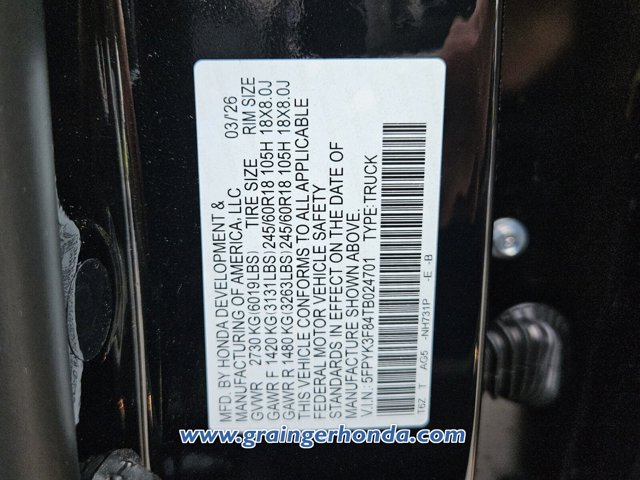 MFD. BY HONDA DEVELOPMENT & 03/'26
MANUFACTURING OF AMERICA, LLC
GVWR 2730 KG(6019LBS) TIRE SIZE RIM SIZE
GAWR F 1420 KG(3131LBS)245/60R18 105H 18X8.0J
GAWR R 1480 KG(3263LBS)245/60R18 105H 18X8.0J
THIS VEHICLE CONFORMS TO ALL APPLICABLE
FEDERAL MOTOR VEHICLE SAFETY
STANDARDS IN EFFECT ON THE DATE OF
MANUFACTURE SHOWN ABOVE.
V.I.N.: 5FPYK3F84TB024701 TYPE:TRUCK
T6Z T AG5 -NH731P -E -B
www.graingerhonda.com